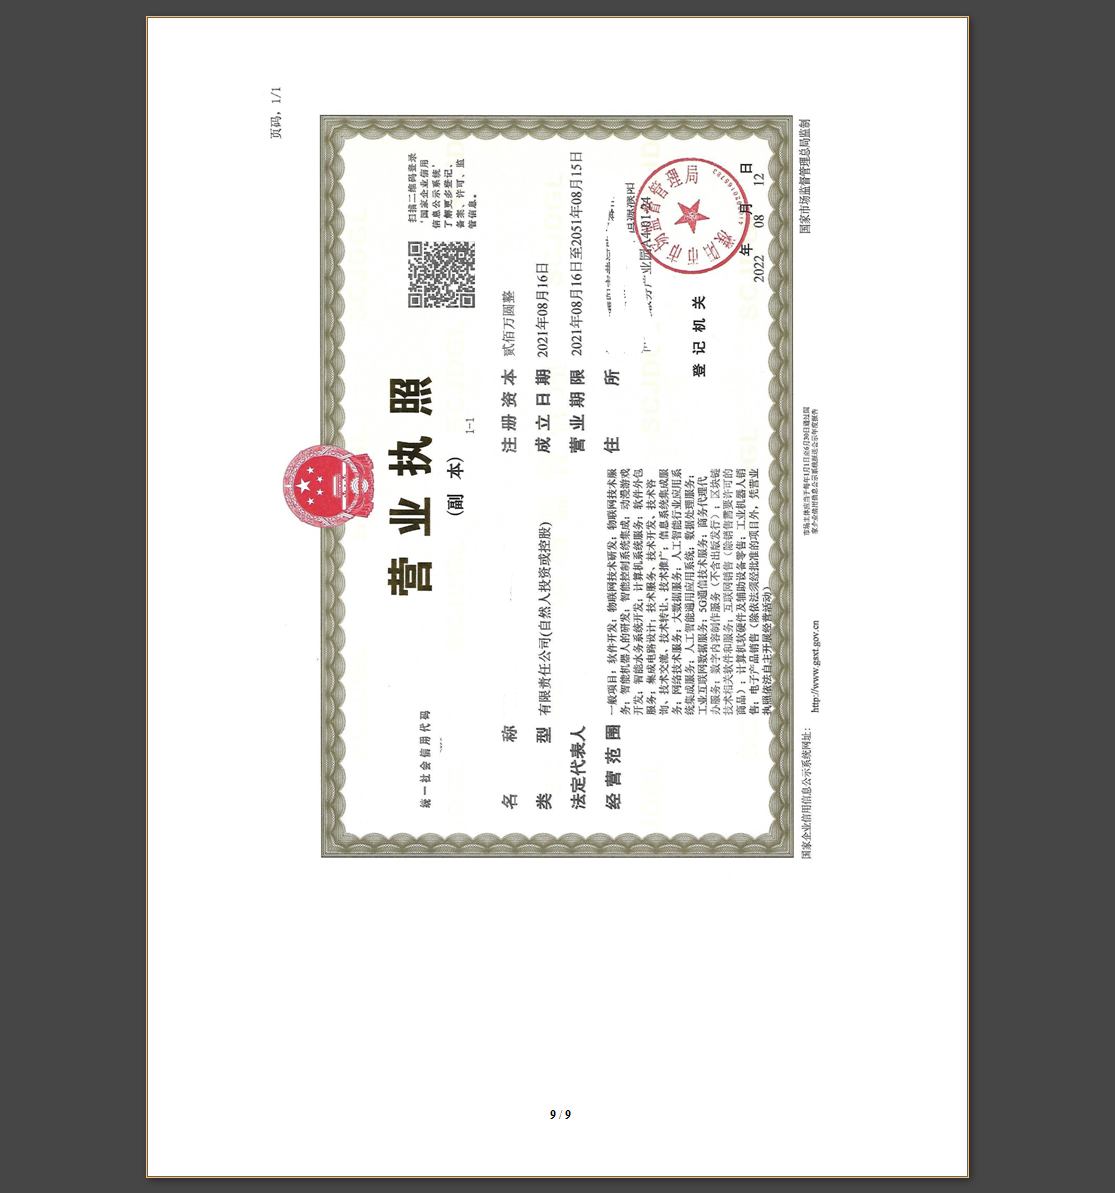 页码, 1/1
营业执照
(副 本)
1-1
统一社会信用代码
扫描二维码登录
'国家企业信用
信息公示系统'
了解更多登记、
备案、许可、监
管信息。
名 称
类 型 有限责任公司(自然人投资或控股)
法定代表人
经营范围 一般项目：软件开发；物联网技术研发；物联网技术服
务；智能机器人的研发；智能控制系统集成；动漫游戏
开发；智能水务系统开发；计算机系统服务；软件外包
服务；集成电路设计；技术服务、技术开发、技术咨
询、技术交流、技术转让、技术推广；信息系统集成服
务；网络技术服务；大数据服务；人工智能行业应用系
统集成服务；人工智能通用应用系统；数据处理服务；
工业互联网数据服务；5G通信技术服务；商务代理代
办服务；数字内容制作服务（不含出版发行）；区块链
技术相关软件和服务；互联网销售（除销售需要许可的
商品）；计算机软硬件及辅助设备零售；工业机器人销
售；电子产品销售（除依法须经批准的项目外，凭营业
执照依法自主开展经营活动）
注册资本 贰佰万圆整
成立日期 2021年08月16日
营业期限 2021年08月16日至2051年08月15日
住 所
产业园A4-01-24
登记机关
濮阳市市场监督管理局
2022 年 08 月 12 日
国家企业信用信息公示系统网址：
http://www.gsxt.gov.cn
市场主体应当于每年1月1日至6月30日通过国
家企业信用信息公示系统报送公示年度报告
国家市场监督管理总局监制
9 / 9